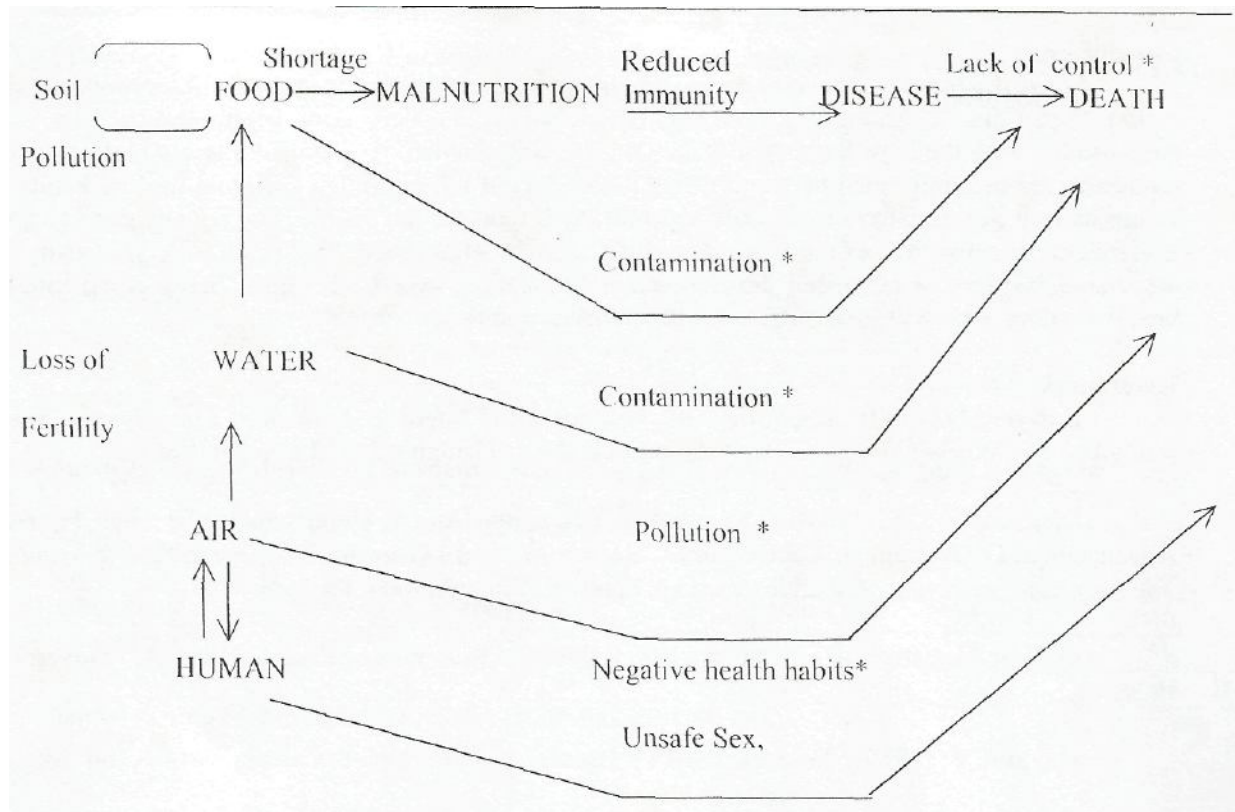 Shortage
Reduced
Lack of control *
Soil FOOD MALNUTRITION Immunity DISEASE DEATH
Pollution
Contamination *
Loss of WATER
Contamination *
Fertility
AIR Pollution *
HUMAN Negative health habits*
Unsafe Sex,